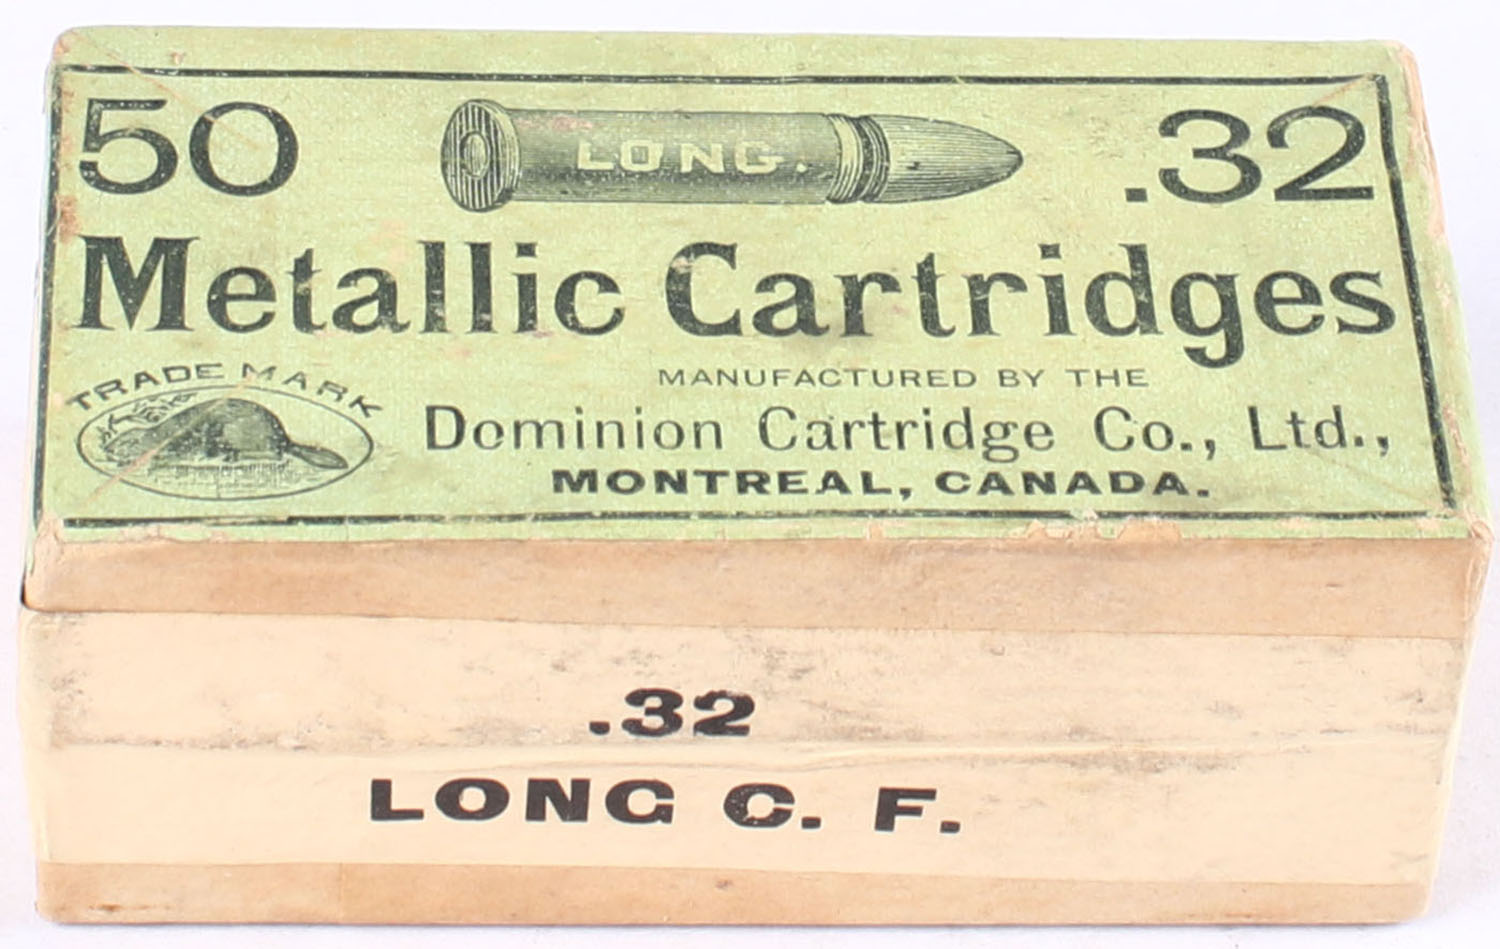 50 LONG. .32
Metallic Cartridges
TRADE MARK
MANUFACTURED BY THE
Dominion Cartridge Co., Ltd.,
MONTREAL, CANADA.
.32
LONG C. F.